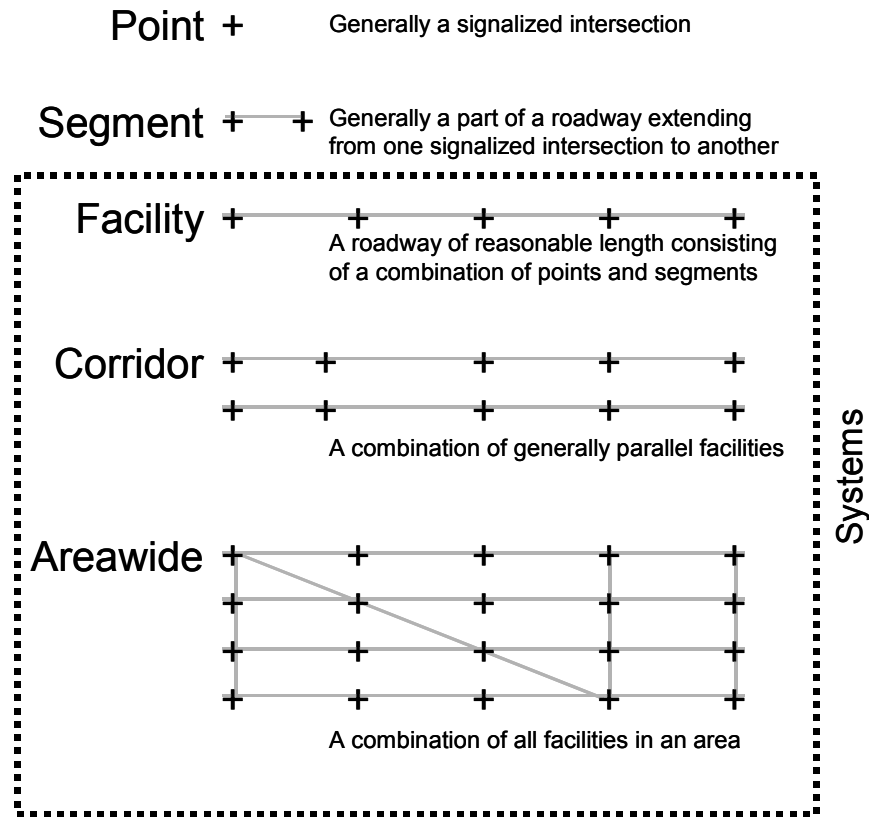 Point
Generally a signalized intersection
Segment
Generally a part of a roadway extending
from one signalized intersection to another
Facility
A roadway of reasonable length consisting
of a combination of points and segments
Corridor
A combination of generally parallel facilities
Systems
Areawide
A combination of all facilities in an area